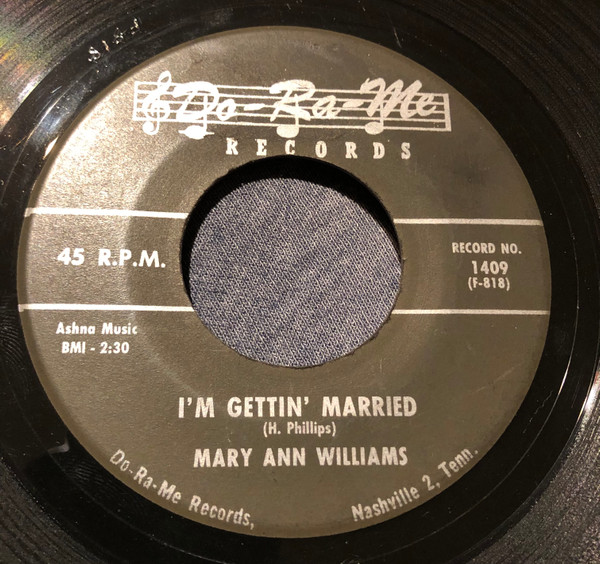 Do-Ra-Me
RECORDS
45 R.P.M.
RECORD NO.
1409
(F-818)
Ashna Music
BMI - 2:30
I'M GETTIN' MARRIED
(H. Phillips)
MARY ANN WILLIAMS
Do-Ra-Me Records, Nashville 2, Tenn.